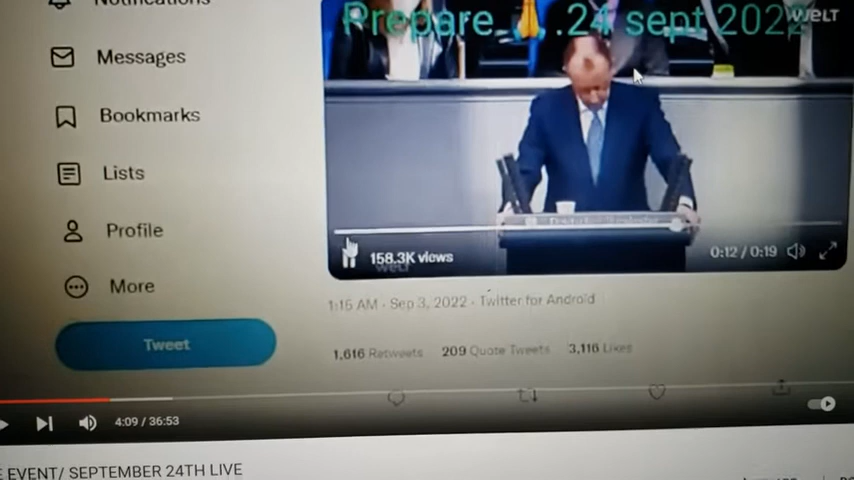 Notifications
Prepare 🙏 .24 sept 2022
WELT
Messages
Bookmarks
Lists
Profile
More
Tweet
158.3K views
welt
0:12 / 0:19
1:15 AM · Sep 3, 2022 · Twitter for Android
1,616 Retweets 209 Quote Tweets 3,116 Likes
4:09 / 36:53
EVENT/ SEPTEMBER 24TH LIVE